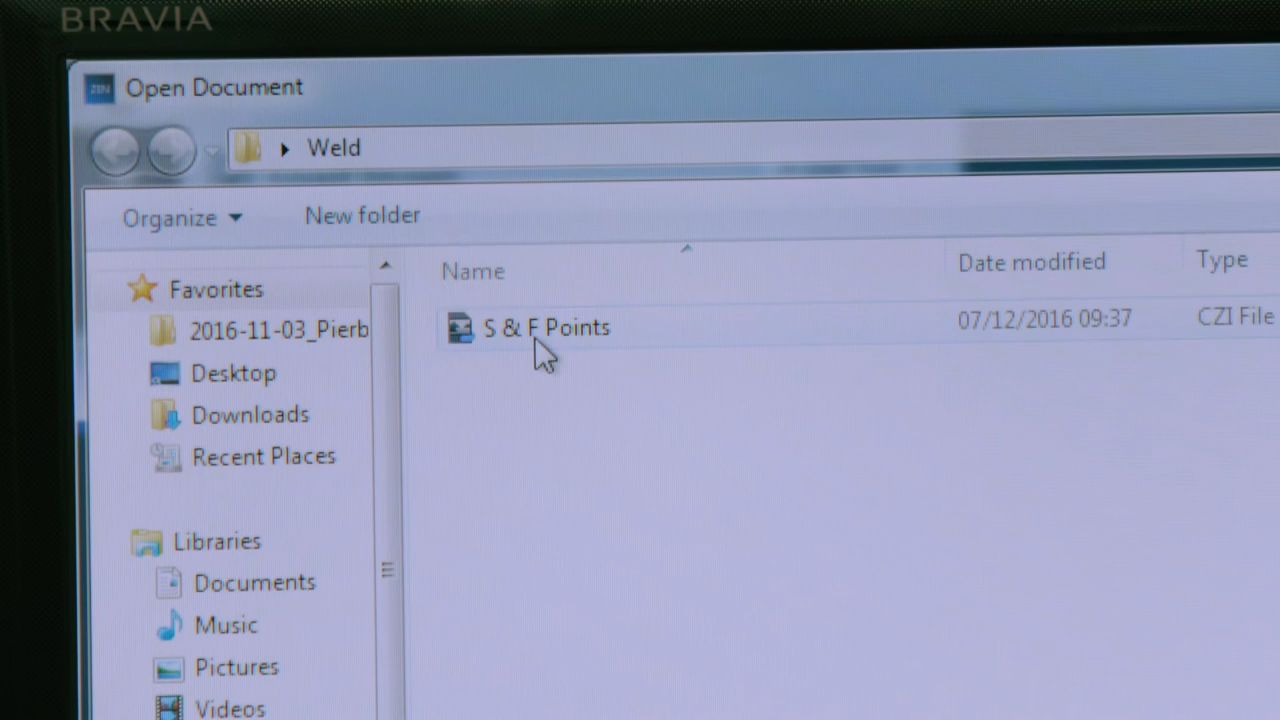 BRAVIA
ZEN
Open Document
Weld
Organize
New folder
Name
Date modified
Type
Favorites
S & F Points
07/12/2016 09:37
CZI File
2016-11-03_Pierb
Desktop
Downloads
Recent Places
Libraries
Documents
Music
Pictures
Videos